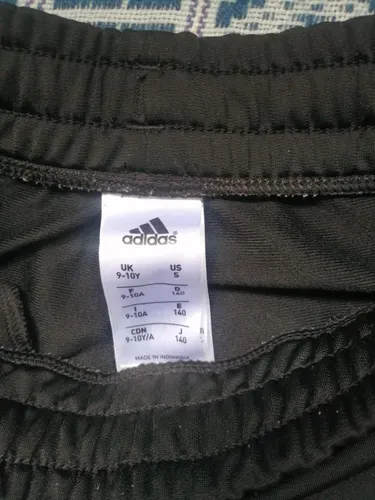 adidas
UK US
9-10Y S
F D
9-10A 140
I E
9-10A 140
CDN J R
9-10Y/A 140
MADE IN INDONESIA